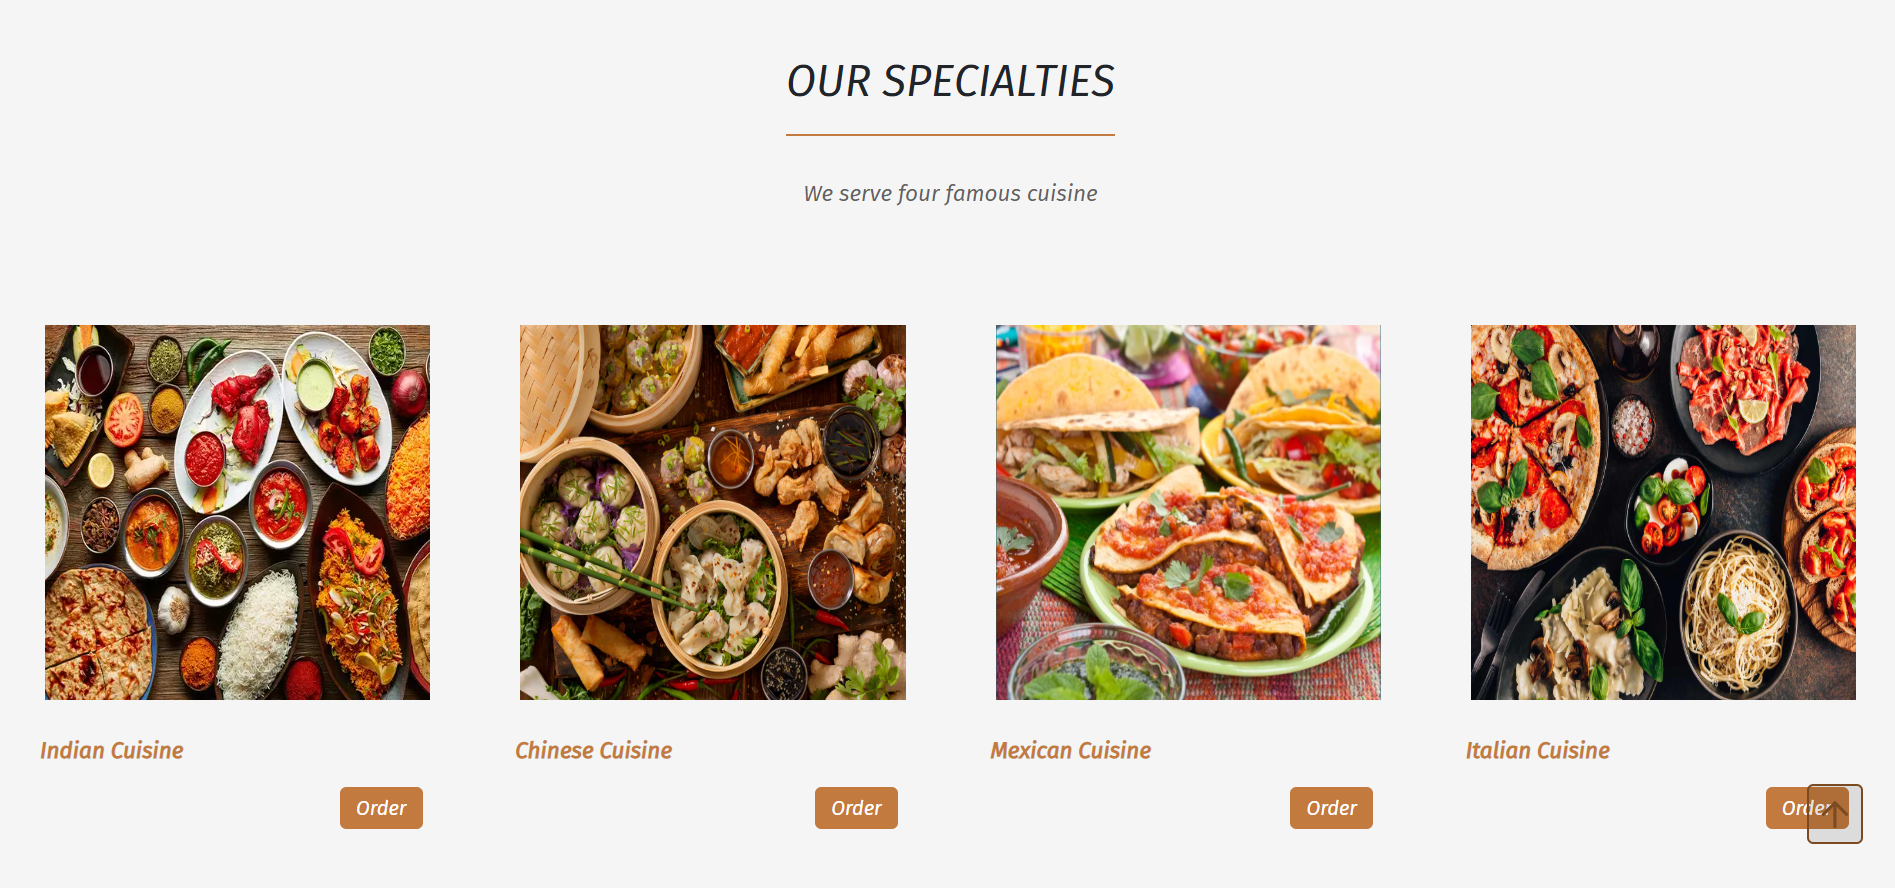 OUR SPECIALTIES
We serve four famous cuisine
Indian Cuisine
Chinese Cuisine
Mexican Cuisine
Italian Cuisine
Order
Order
Order
Order